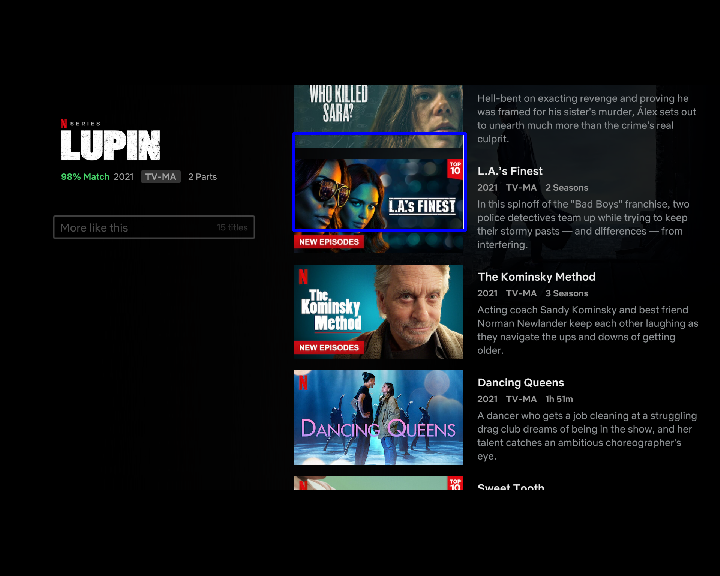 N SERIES
LUPIN
98% Match 2021 TV-MA 2 Parts
More like this 15 titles
WHO KILLED
SARA?
Hell-bent on exacting revenge and proving he
was framed for his sister's murder, Álex sets out
to unearth much more than the crime's real
culprit.
TOP
10
L.A.'s FINEST
NEW EPISODES
L.A.'s Finest
2021 TV-MA 2 Seasons
In this spinoff of the "Bad Boys" franchise, two
police detectives team up while trying to keep
their stormy pasts — and differences — from
interfering.
N
The
Kominsky
Method
NEW EPISODES
The Kominsky Method
2021 TV-MA 3 Seasons
Acting coach Sandy Kominsky and best friend
Norman Newlander keep each other laughing as
they navigate the ups and downs of getting
older.
N
DANCING QUEENS
Dancing Queens
2021 TV-MA 1h 51m
A dancer who gets a job cleaning at a struggling
drag club dreams of being in the show, and her
talent catches an ambitious choreographer's
eye.
N
TOP
10
Sweet Tooth